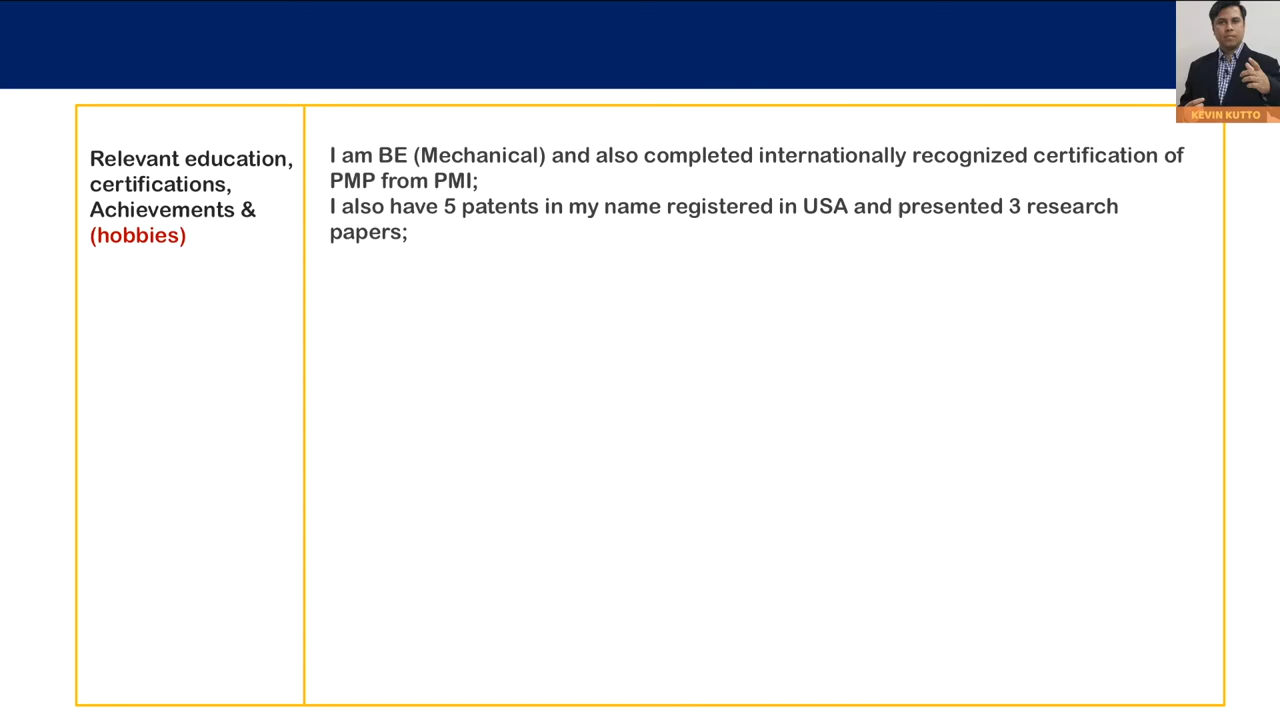 KEVIN KUTTO
Relevant education,
certifications,
Achievements &
(hobbies)
I am BE (Mechanical) and also completed internationally recognized certification of
PMP from PMI;
I also have 5 patents in my name registered in USA and presented 3 research
papers;